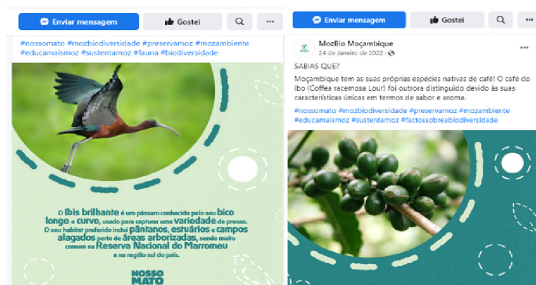 Enviar mensagem
Gostei
#nossomato #mozbiodiversidade #preservamoz #mozambiente
#educamaismoz #sustentamoz #fauna #biodiversidade
O íbis brilhante é um pássaro conhecido pelo seu bico
longo e curvo, usado para capturar uma variedade de presas.
O seu habitat preferido inclui pântanos, estuários e campos
alagados perto de áreas arborizadas, sendo muito
comum na Reserva Nacional do Marromeu
e na região sul do país.
NOSSO
MATO
Enviar mensagem
Gostei
MozBio Moçambique
24 de Janeiro de 2022
SABIAS QUE?
Moçambique tem as suas próprias espécies nativas de café! O café do
Ibo (Coffea racemosa Lour) foi outrora distinguido devido às suas
características únicas em termos de sabor e aroma.
#nossomato #mozbiodiversidade #preservamoz #mozambiente
#educamaismoz #sustentamoz #factossobreabiodiversidade